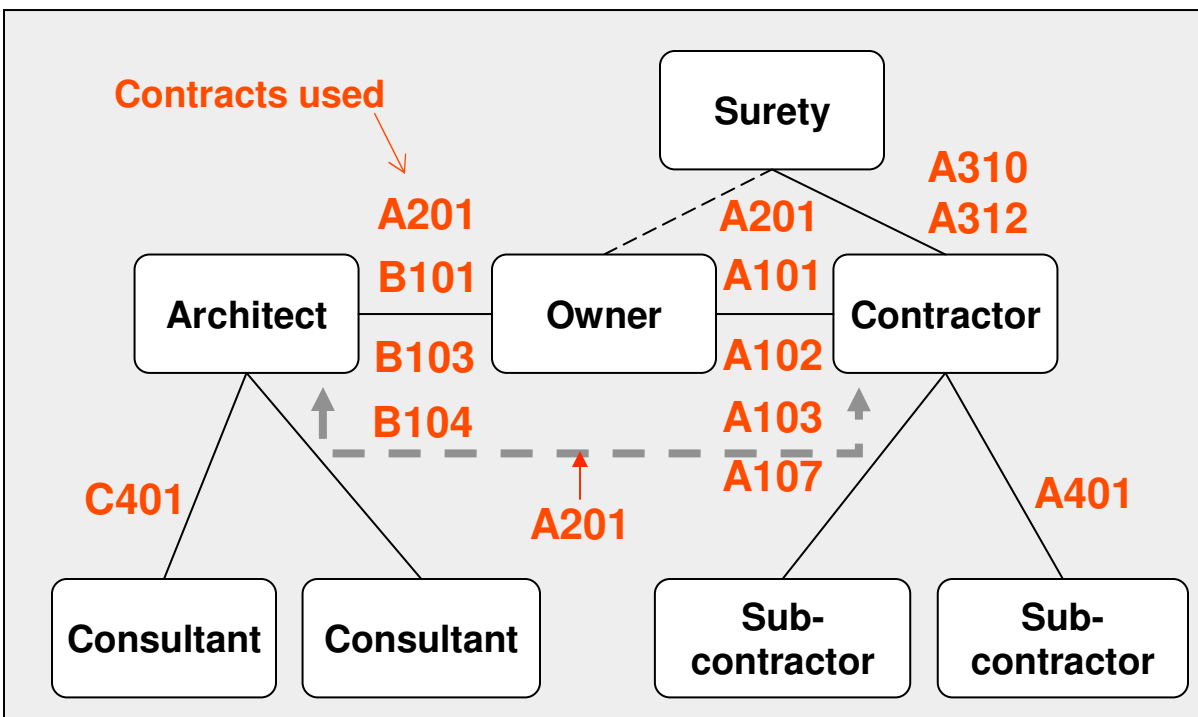 Contracts used
Surety
A310
A312
A201
B101
B103
B104
A201
A101
A102
A103
A107
Architect
Owner
Contractor
A201
C401
A401
Consultant
Consultant
Sub-
contractor
Sub-
contractor